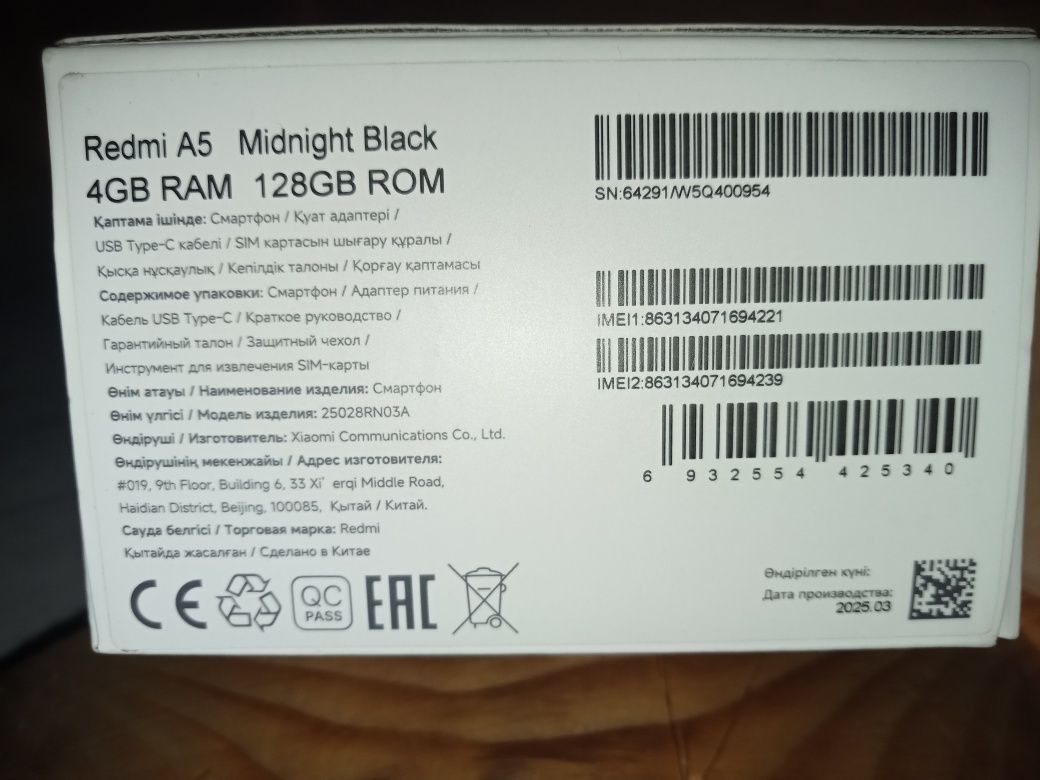 Redmi A5 Midnight Black
4GB RAM 128GB ROM
Қаптама ішінде: Смартфон / Қуат адаптері /
USB Type-C кабелі / SIM картасын шығару құралы /
Қысқа нұсқаулық / Кепілдік талоны / Қорғау қаптамасы
Содержимое упаковки: Смартфон / Адаптер питания /
Кабель USB Type-C / Краткое руководство /
Гарантийный талон / Защитный чехол /
Инструмент для извлечения SIM-карты
Өнім атауы / Наименование изделия: Смартфон
Өнім үлгісі / Модель изделия: 25028RN03A
Өндіруші / Изготовитель: Xiaomi Communications Co., Ltd.
Өндірушінің мекенжайы / Адрес изготовителя:
#019, 9th Floor, Building 6, 33 Xi’erqi Middle Road,
Haidian District, Beijing, 100085, Қытай / Китай.
Сауда белгісі / Торговая марка: Redmi
Қытайда жасалған / Сделано в Китае
CE
QC
PASS
EAC
SN:64291/W5Q400954
IMEI1:863134071694221
IMEI2:863134071694239
6 932554 425340
Өндірілген күні:
Дата производства:
2025.03